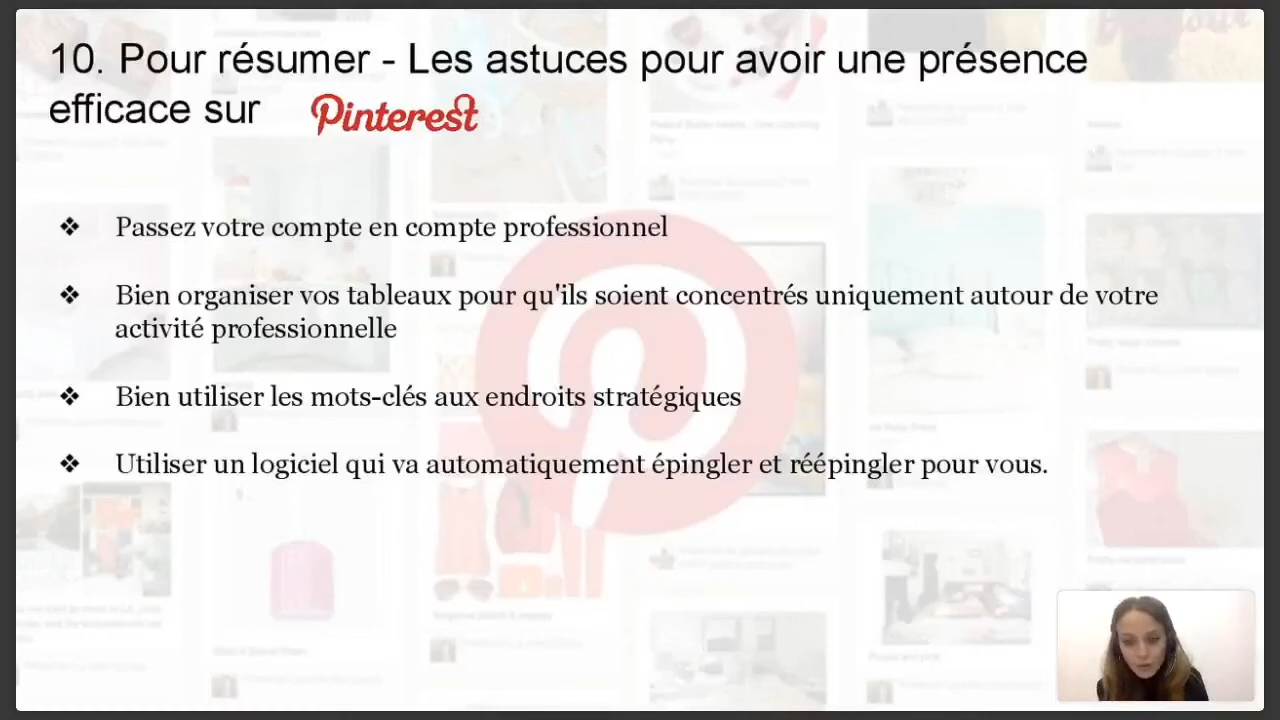 10. Pour résumer - Les astuces pour avoir une présence
efficace sur Pinterest
❖ Passez votre compte en compte professionnel
❖ Bien organiser vos tableaux pour qu'ils soient concentrés uniquement autour de votre
activité professionnelle
❖ Bien utiliser les mots-clés aux endroits stratégiques
❖ Utiliser un logiciel qui va automatiquement épingler et réépingler pour vous.